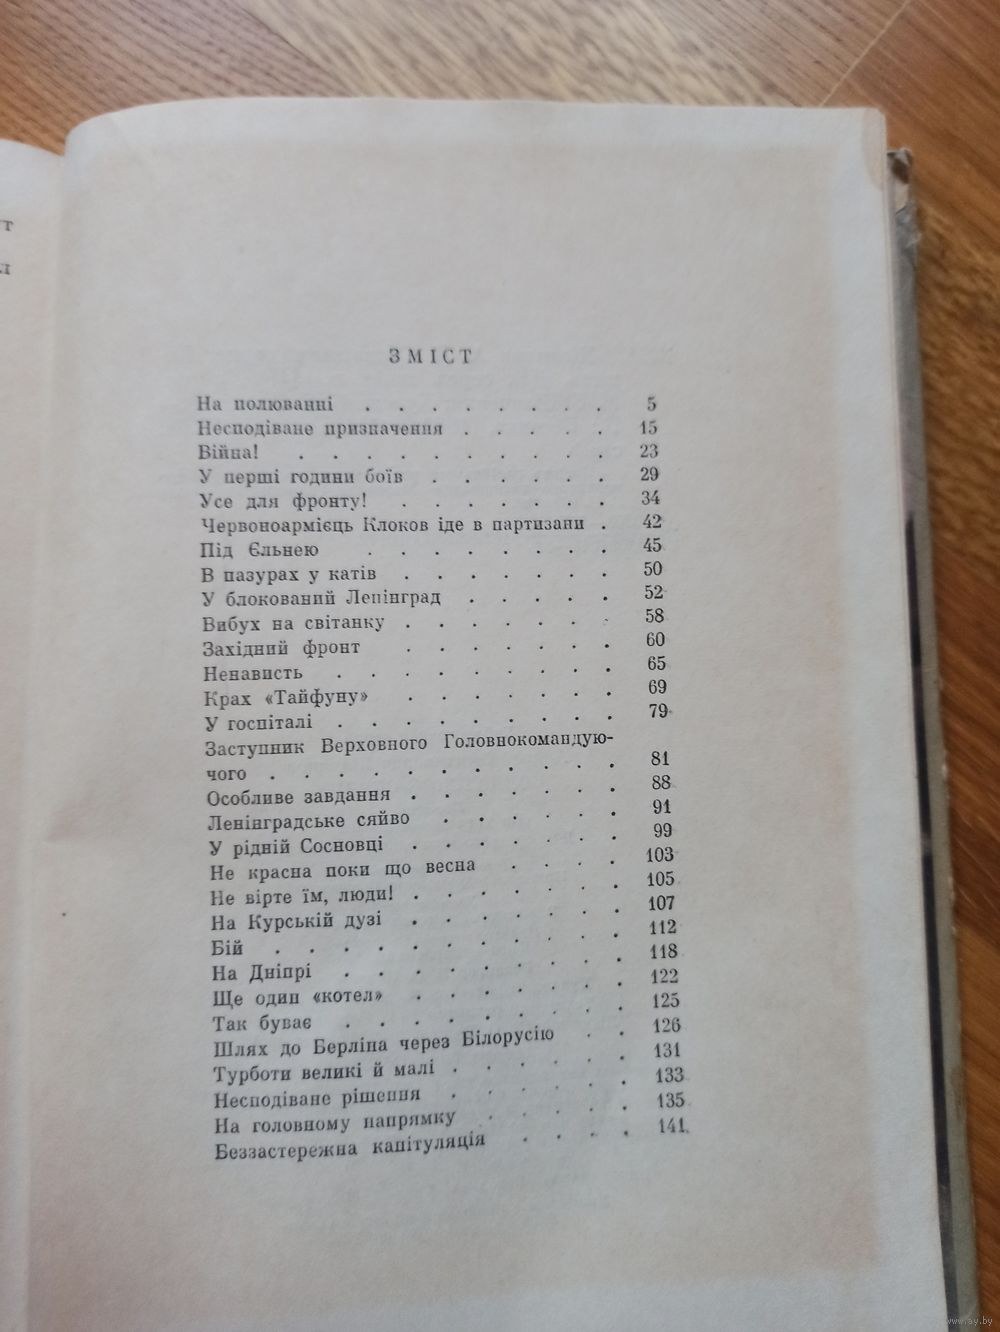 т
л
ЗМІСТ
На полюванні . . . . . . . . 5
Несподіване призначення . . . . . 15
Війна! . . . . . . . . . . 23
У перші години боїв . . . . . . 29
Усе для фронту! . . . . . . . 34
Червоноармієць Клоков іде в партизани . 42
Під Єльнею . . . . . . . . 45
В пазурах у катів . . . . . . . 50
У блокований Ленінград . . . . . 52
Вибух на світанку . . . . . . . 58
Західний фронт . . . . . . . 60
Ненависть . . . . . . . . . 65
Крах «Тайфуну» . . . . . . . 69
У госпіталі . . . . . . . . . 79
Заступник Верховного Головнокомандую-
чого . . . . . . . . . . . 81
Особливе завдання . . . . . . . 88
Ленінградське сяйво . . . . . . 91
У рідній Сосновці . . . . . . . 99
Не красна поки що весна . . . . 103
Не вірте їм, люди! . . . . . . . 105
На Курській дузі . . . . . . . 107
Бій . . . . . . . . . . . 112
На Дніпрі . . . . . . . . . 118
Ще один «котел» . . . . . . . 122
Так буває . . . . . . . . . 125
Шлях до Берліна через Білорусію . . 126
Турботи великі й малі . . . . . . 131
Несподіване рішення . . . . . . 133
На головному напрямку . . . . . 135
Беззастережна капітуляція . . . . 141
www.ay.by